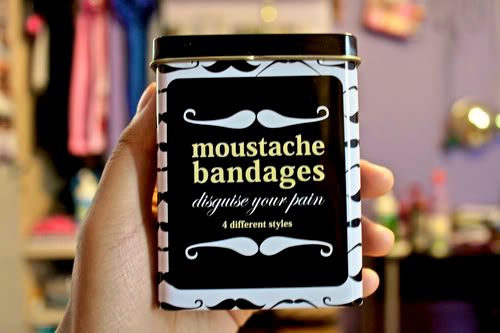 moustache
bandages
disguise your pain
4 different styles